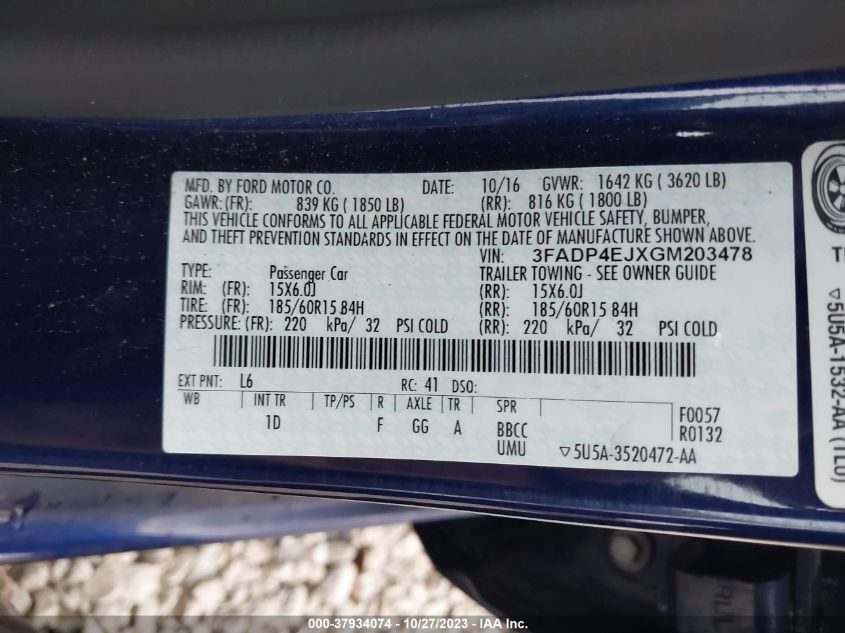 MFD. BY FORD MOTOR CO. DATE: 10/16 GVWR: 1642 KG ( 3620 LB)
GAWR: (FR): 839 KG ( 1850 LB) (RR): 816 KG ( 1800 LB)
THIS VEHICLE CONFORMS TO ALL APPLICABLE FEDERAL MOTOR VEHICLE SAFETY, BUMPER,
AND THEFT PREVENTION STANDARDS IN EFFECT ON THE DATE OF MANUFACTURE SHOWN ABOVE.
VIN: 3FADP4EJXGM203478
TYPE: Passenger Car TRAILER TOWING - SEE OWNER GUIDE
RIM: (FR): 15X6.0J (RR): 15X6.0J
TIRE: (FR): 185/60R15 84H (RR): 185/60R15 84H
PRESSURE: (FR): 220 kPa/ 32 PSI COLD (RR): 220 kPa/ 32 PSI COLD
EXT PNT: L6 RC: 41 DSO:
WB INT TR TP/PS R AXLE TR SPR F0057
1D F GG A BBCC R0132
UMU ▽5U5A-3520472-AA
▽5U5A-1532-AA (TL0)
000-37934074 | 10/27/2023 - IAA Inc.